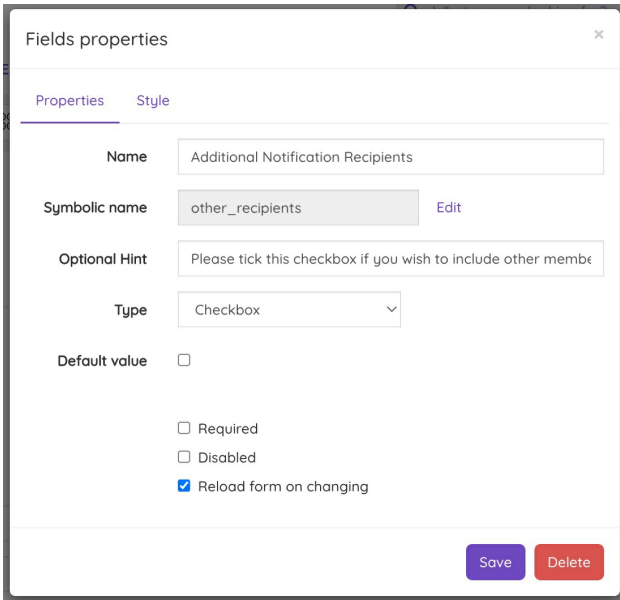 Fields properties
×
Properties Style
Name Additional Notification Recipients
Symbolic name other_recipients Edit
Optional Hint Please tick this checkbox if you wish to include other membe
Type Checkbox
Default value
Required
Disabled
Reload form on changing
Save Delete